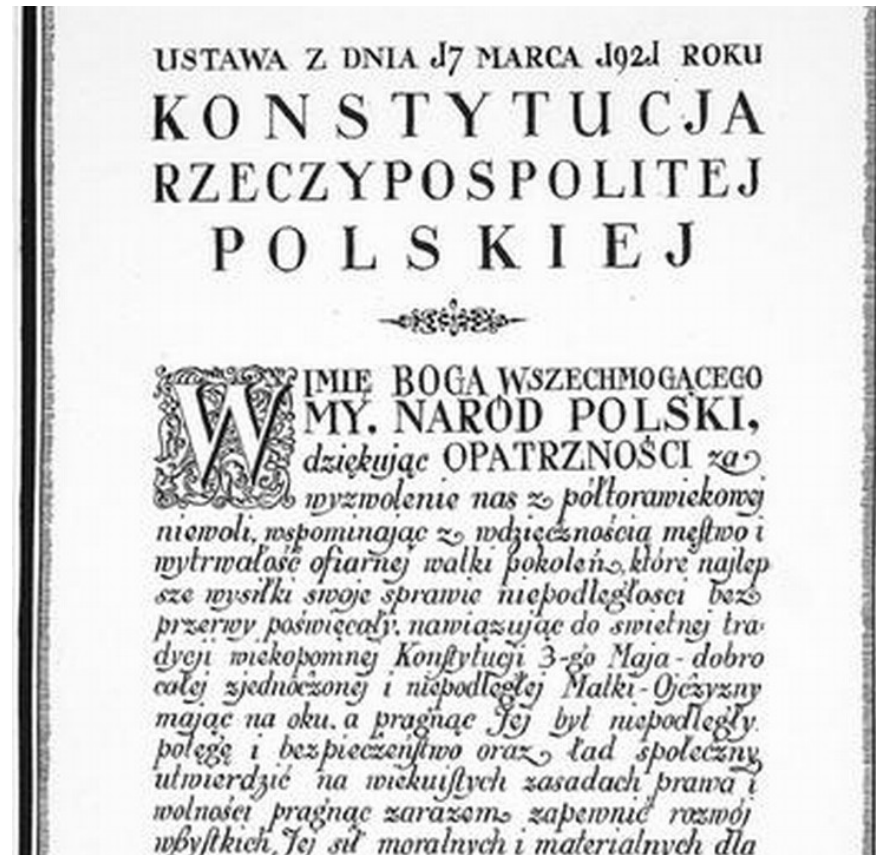 USTAWA Z DNIA 17 MARCA 1921 ROKU
KONSTYTUCJA
RZECZYPOSPOLITEJ
POLSKIEJ
W IMIĘ BOGA WSZECHMOGĄCEGO
MY, NARÓD POLSKI,
dziękując OPATRZNOŚCI za
wyzwolenie nas z półtorawiekowej
niewoli, wspominając z wdzięcznością męstwo i
wytrwałość ofiarnej walki pokoleń, które najlep
sze wysiłki swoje sprawie niepodległości bez
przerwy poświęcały, nawiązując do świetnej tra-
dycji wiekopomnej Konstytucji 3-go Maja - dobro
całej zjednoczonej i niepodległej Matki-Ojczyzny
mając na oku, a pragnąc Jej byt niepodległy,
potęgę i bezpieczeństwo oraz ład społeczny
utwierdzić na wiekuistych zasadach prawa i
wolności pragnąc zarazem zapewnić rozwój
wszystkich Jej sił moralnych i materialnych dla